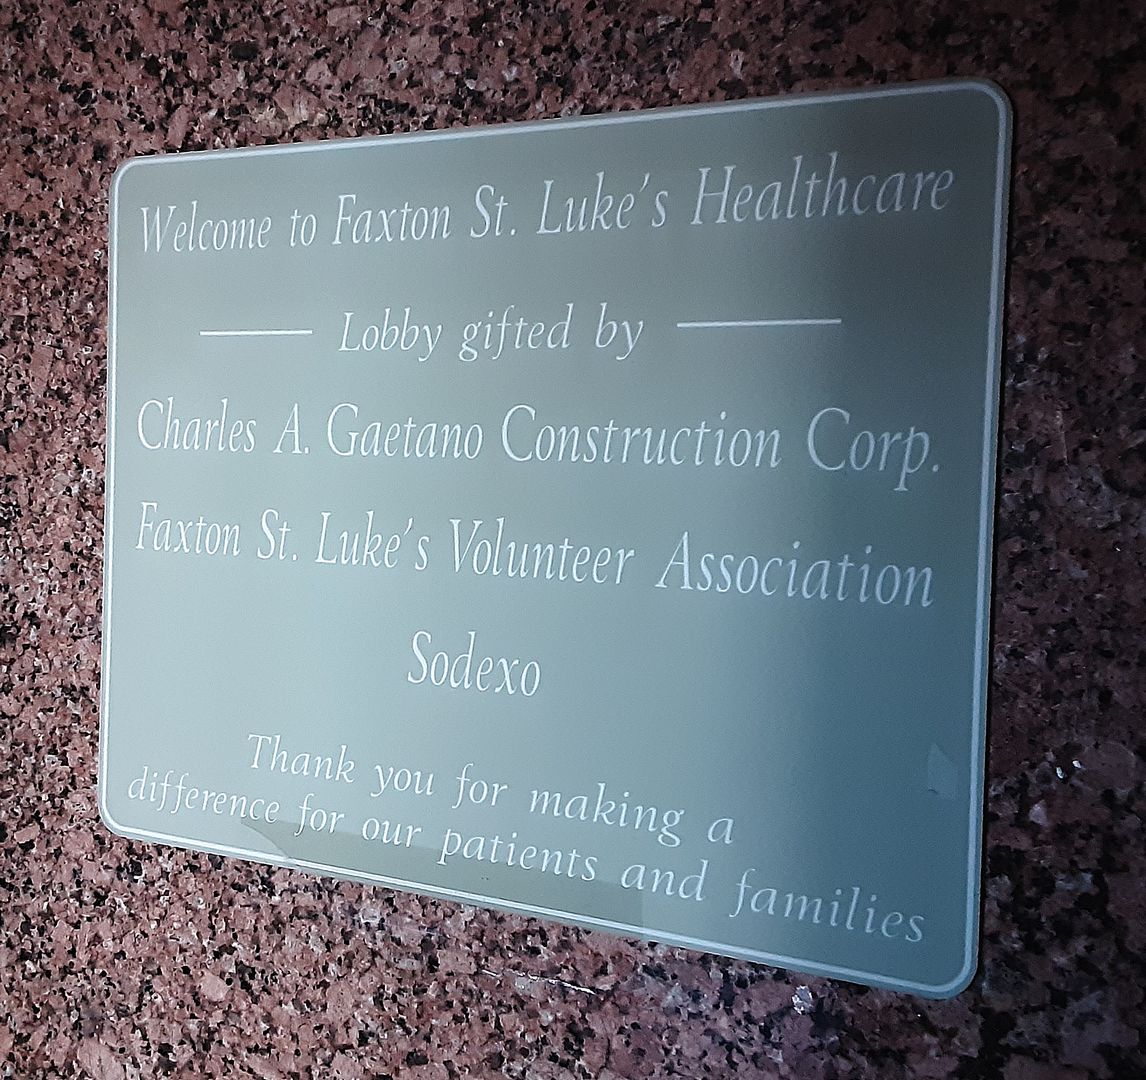 Welcome to Faxton St. Luke's Healthcare
Lobby gifted by
Charles A. Gaetano Construction Corp.
Faxton St. Luke's Volunteer Association
Sodexo
Thank you for making a
difference for our patients and families